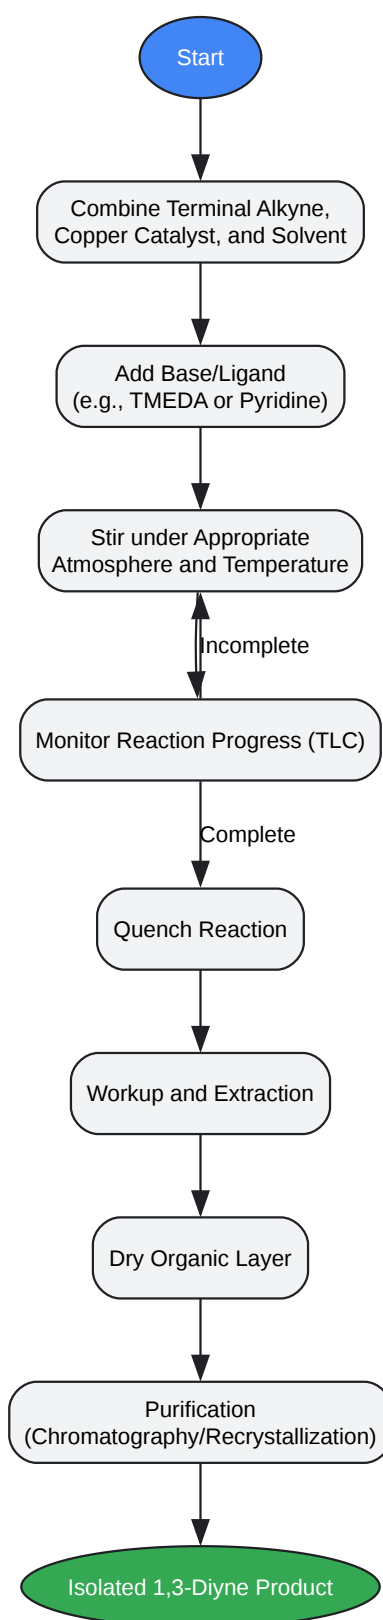 Start
Combine Terminal Alkyne,
Copper Catalyst, and Solvent
Add Base/Ligand
(e.g., TMEDA or Pyridine)
Stir under Appropriate
Atmosphere and Temperature
Incomplete
Monitor Reaction Progress (TLC)
Complete
Quench Reaction
Workup and Extraction
Dry Organic Layer
Purification
(Chromatography/Recrystallization)
Isolated 1,3-Diyne Product